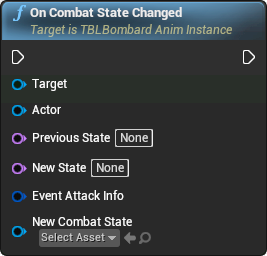 On Combat State Changed
Target is TBLBombard Anim Instance
Target
Actor
Previous State None
New State None
Event Attack Info
New Combat State
Select Asset